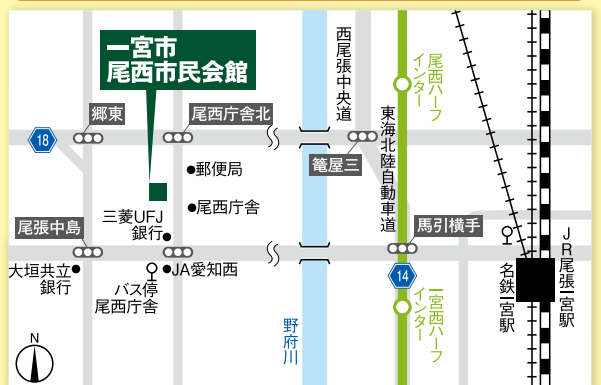 一宮市
尾西市民会館
郷東
尾西庁舎北
18
郵便局
尾西庁舎
三菱UFJ
銀行
尾張中島
大垣共立
銀行
バス停
尾西庁舎
JA愛知西
N
野府川
西尾張中央道
篭屋三
東海北陸自動車道
尾西ハーフ
インター
馬引横手
14
一宮西ハーフ
インター
名鉄一宮駅
JR尾張一宮駅